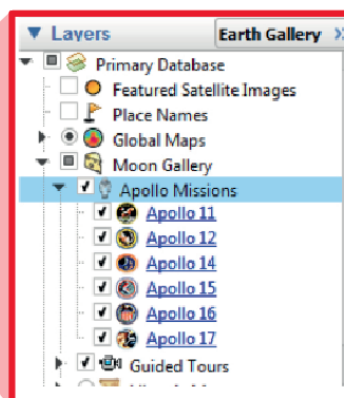 Layers Earth Gallery
Primary Database
Featured Satellite Images
Place Names
Global Maps
Moon Gallery
Apollo Missions
Apollo 11
Apollo 12
Apollo 14
Apollo 15
Apollo 16
Apollo 17
Guided Tours